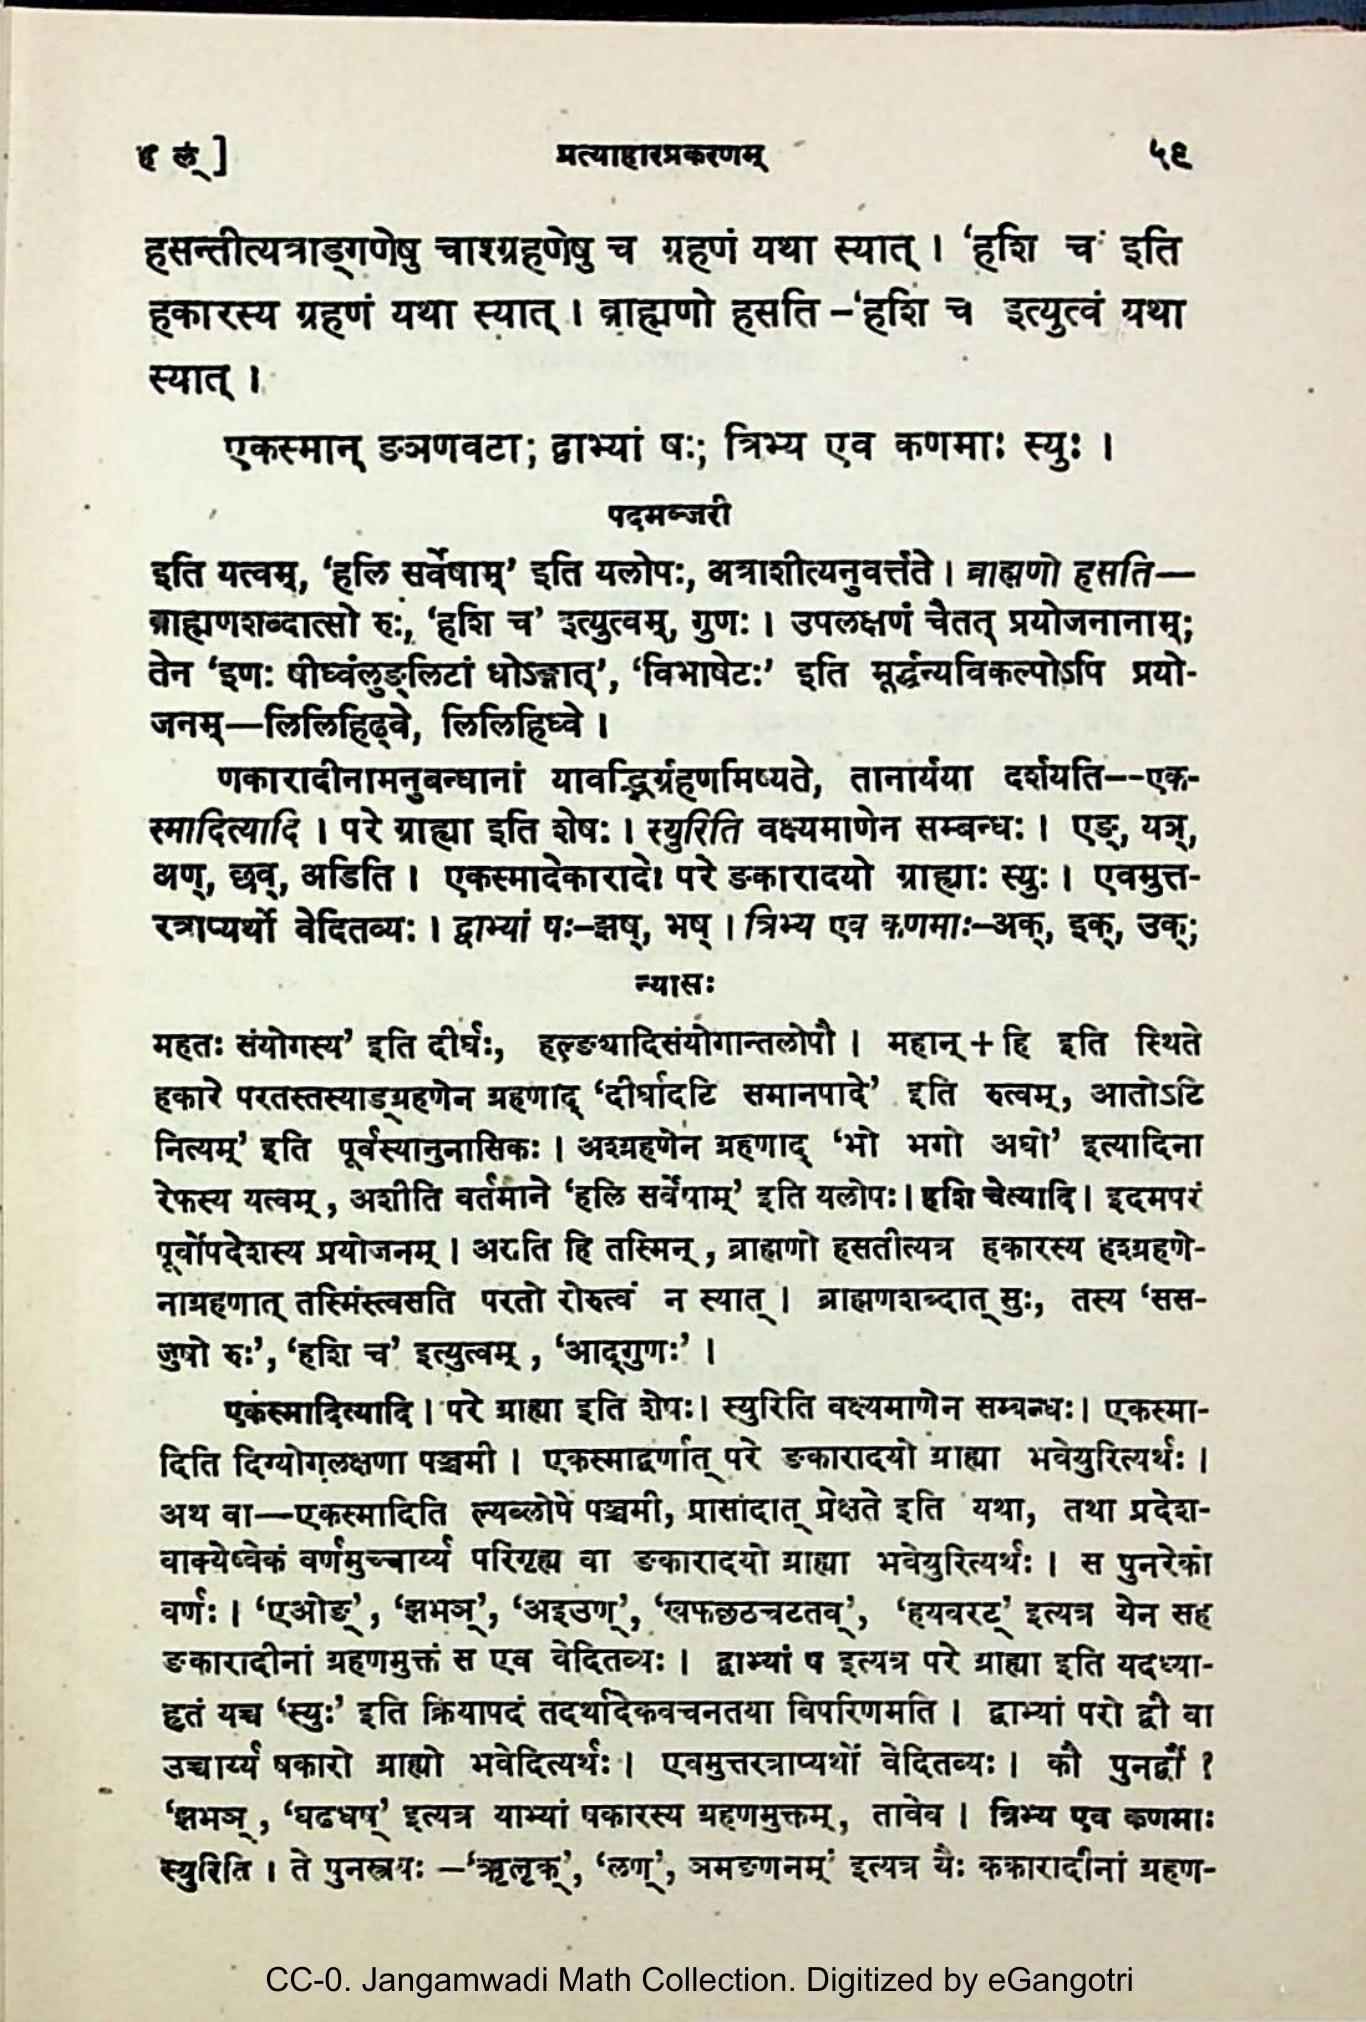 ह ल् ]
प्रत्याहारप्रकरणम्
५९
हसन्तीत्यत्राड्गणेषु चाश्ग्रहणेषु च ग्रहणं यथा स्यात् । ‘हशि च' इति
हकारस्य ग्रहणं यथा स्यात् । ब्राह्मणो हसति –‘हशि च इत्युत्वं यथा
स्यात् ।
एकस्मान् ङञणवटा; द्वाभ्यां षः; त्रिभ्य एव कणमाः स्युः ।
पदमञ्जरी
इति यत्वम्, ‘हलि सर्वेषाम्’ इति यलोपः, अत्राशीत्यनुवर्त्तते । ब्राह्मणो हसति—
ब्राह्मणशब्दात्सो रुः, ‘हशि च’ इत्युत्वम्, गुणः । उपलक्षणं चैतत् प्रयोजनानाम्;
तेन ‘इणः षीध्वंलुङ्लिटां धोऽङ्गात्’, ‘विभाषेटः’ इति मूर्द्धन्यविकल्पोऽपि प्रयो-
जनम्—लिलिहिढ्वे, लिलिहिध्वे ।
णकारादीनामनुबन्धानां यावद्भिर्ग्रहणमिष्यते, तानार्यया दर्शयति--एक-
स्मादित्यादि । परे ग्राह्या इति शेषः । स्युरिति वक्ष्यमाणेन सम्बन्धः । एङ्, यञ्,
अण्, छव्, अडिति । एकस्मादेकारादेः परे ङकारादयो ग्राह्याः स्युः । एवमुत्त-
रत्राप्यर्थो वेदितव्यः । द्वाभ्यां षः–झष्, भष् । त्रिभ्य एव कणमाः–अक्, इक्, उक्;
न्यासः
महतः संयोगस्य’ इति दीर्घः, हल्ङ्यादिसंयोगान्तलोपौ । महान् + हि इति स्थिते
हकारे परतस्तस्याड्ग्रहणेन ग्रहणाद् ‘दीर्घादटि समानपादे’ इति रुत्वम्, आतोऽटि
नित्यम्’ इति पूर्वस्यानुनासिकः । अश्ग्रहणेन ग्रहणाद् ‘भो भगो अघो’ इत्यादिना
रेफस्य यत्वम् , अशीति वर्तमाने ‘हलि सर्वेषाम्’ इति यलोपः । हशि चेत्यादि । इदमपरं
पूर्वोपदेशस्य प्रयोजनम् । असति हि तस्मिन् , ब्राह्मणो हसतीत्यत्र हकारस्य हश्ग्रहणे-
नाग्रहणात् तस्मिंस्त्वसति परतो रोरुत्वं न स्यात् । ब्राह्मणशब्दात् सुः, तस्य ‘सस-
जुषो रुः’, ‘हशि च’ इत्युत्वम् , ‘आद्गुणः’ ।
एकस्मादित्यादि । परे ग्राह्या इति शेषः । स्युरिति वक्ष्यमाणेन सम्बन्धः । एकस्मा-
दिति दिग्योगलक्षणा पञ्चमी । एकस्माद्वर्णात् परे ङकारादयो ग्राह्या भवेयुरित्यर्थः ।
अथ वा—एकस्मादिति ल्यब्लोपे पञ्चमी, प्रासादात् प्रेक्षते इति यथा, तथा प्रदेश-
वाक्येष्वेकं वर्णमुच्चार्य्य परिगृह्य वा ङकारादयो ग्राह्या भवेयुरित्यर्थः । स पुनरेको
वर्णः । ‘एओङ्’, ‘झभञ्’, ‘अइउण्’, ‘खफछठचटतव्’, ‘हयवरट्’ इत्यत्र येन सह
ङकारादीनां ग्रहणमुक्तं स एव वेदितव्यः । द्वाभ्यां ष इत्यत्र परे ग्राह्या इति यदध्या-
हृतं यच्च ‘स्युः’ इति क्रियापदं तदर्थादेकवचनतया विपरिणमति । द्वाभ्यां परो द्वौ वा
उच्चार्य्य षकारो ग्राह्यो भवेदित्यर्थः । एवमुत्तरत्राप्यर्थो वेदितव्यः । कौ पुनर्द्वौ ?
‘झभञ् , ‘घढधष्’ इत्यत्र याभ्यां षकारस्य ग्रहणमुक्तम् , तावेव । त्रिभ्य एव कणमाः
स्युरिति । ते पुनस्त्रयः –‘ऋलृक्’, ‘लण्’, ञमङणनम्’ इत्यत्र यैः ककारादीनां ग्रहण-
CC-0. Jangamwadi Math Collection. Digitized by eGangotri